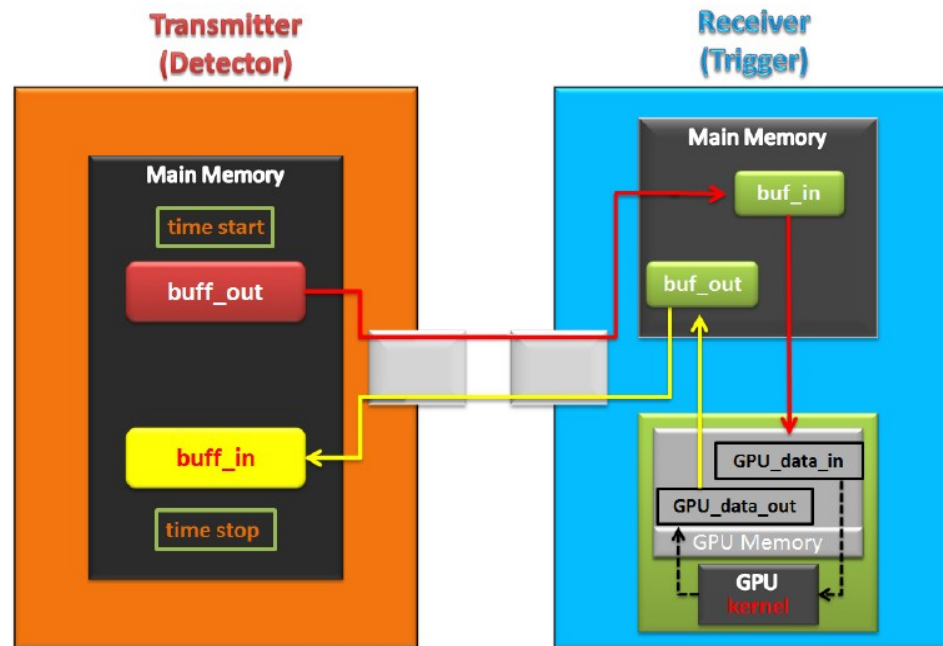 Transmitter
(Detector)
Main Memory
time start
buff_out
buff_in
time stop
Receiver
(Trigger)
Main Memory
buf_in
buf_out
GPU_data_in
GPU_data_out
GPU Memory
GPU
kernel